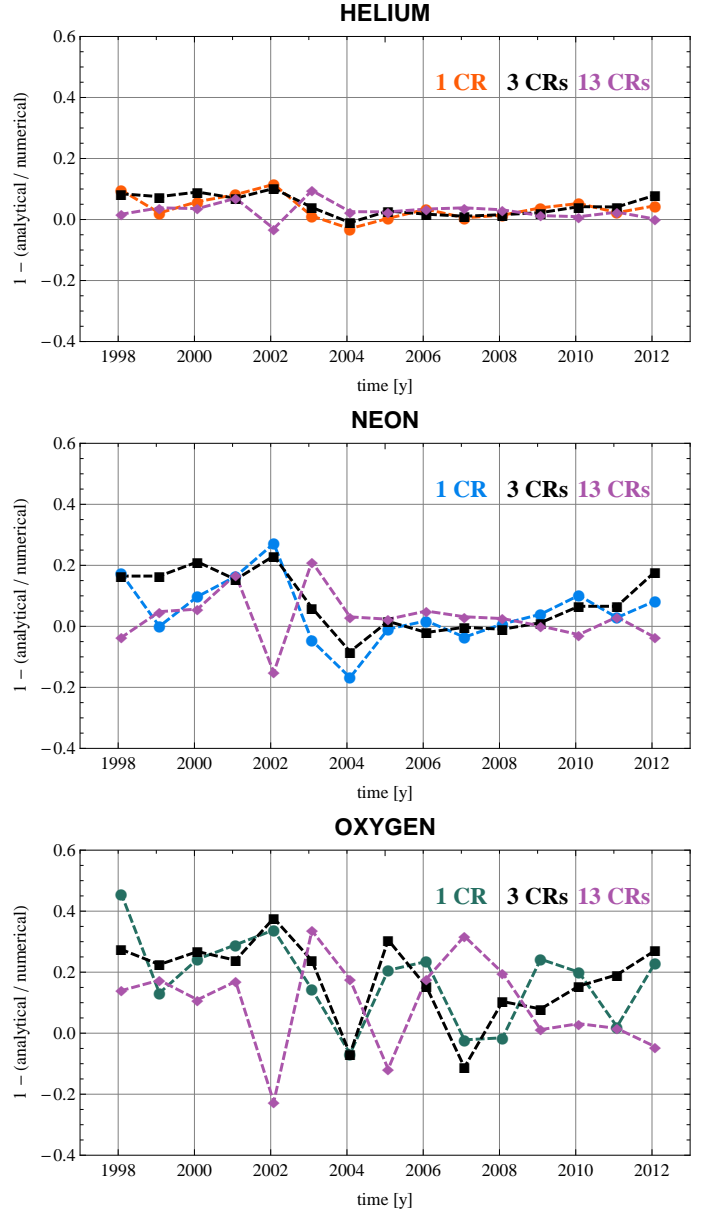 HELIUM
1 CR 3 CRs 13 CRs
0.6
0.4
0.2
0.0
−0.2
−0.4
1 − (analytical / numerical)
1998 2000 2002 2004 2006 2008 2010 2012
time [y]
NEON
1 CR 3 CRs 13 CRs
0.6
0.4
0.2
0.0
−0.2
−0.4
1 − (analytical / numerical)
1998 2000 2002 2004 2006 2008 2010 2012
time [y]
OXYGEN
1 CR 3 CRs 13 CRs
0.6
0.4
0.2
0.0
−0.2
−0.4
1 − (analytical / numerical)
1998 2000 2002 2004 2006 2008 2010 2012
time [y]